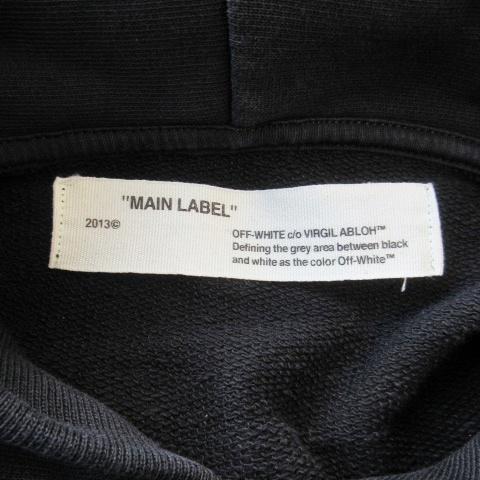 "MAIN LABEL"
2013©
OFF-WHITE c/o VIRGIL ABLOH™
Defining the grey area between black
and white as the color Off-White™